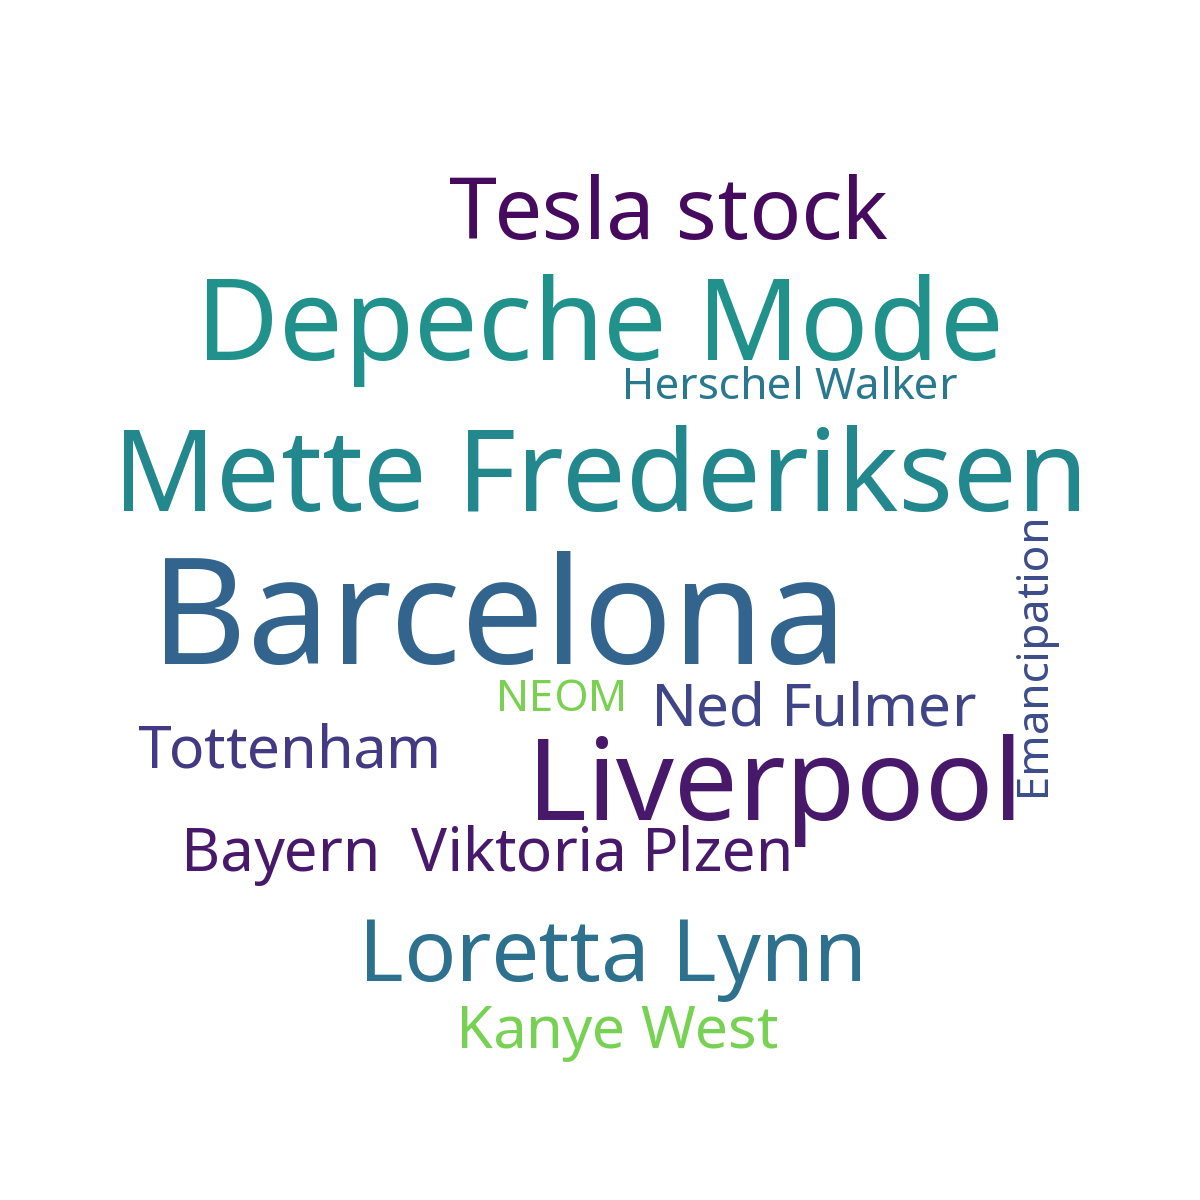 Tesla stock
Depeche Mode
Herschel Walker
Mette Frederiksen
Emancipation
Barcelona
NEOM
Ned Fulmer
Tottenham
Liverpool
Bayern
Viktoria Plzen
Loretta Lynn
Kanye West